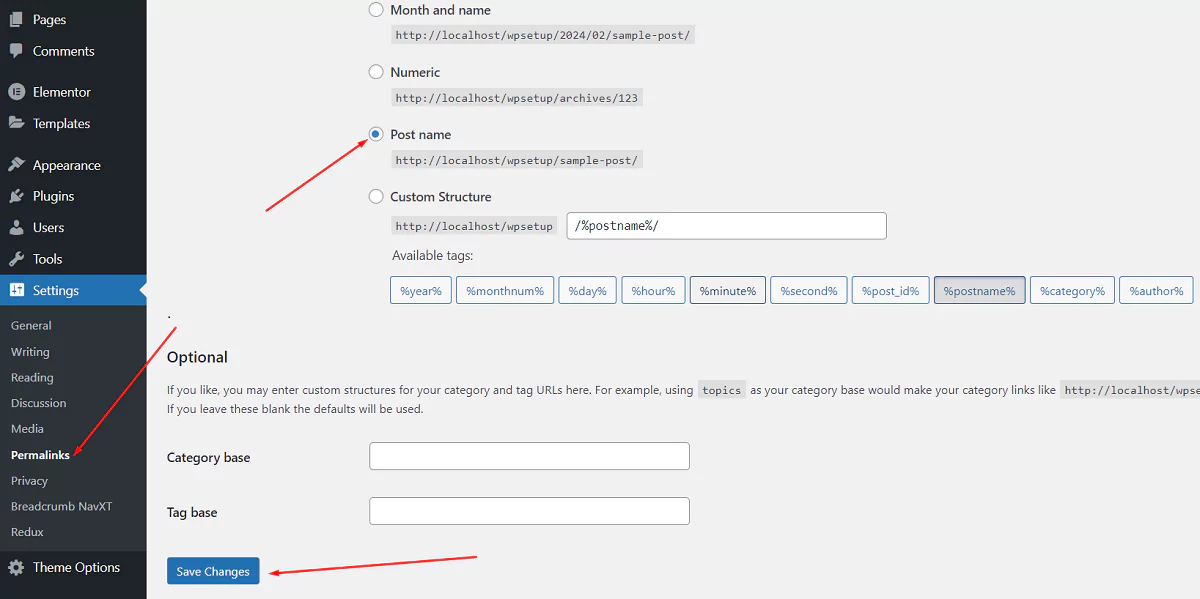 Pages
Comments
Elementor
Templates
Appearance
Plugins
Users
Tools
Settings
General
Writing
Reading
Discussion
Media
Permalinks
Privacy
Breadcrumb NavXT
Redux
Theme Options
Month and name
http://localhost/wpsetup/2024/02/sample-post/
Numeric
http://localhost/wpsetup/archives/123
Post name
http://localhost/wpsetup/sample-post/
Custom Structure
http://localhost/wpsetup /%postname%/
Available tags:
%year% %monthnum% %day% %hour% %minute% %second% %post_id% %postname% %category% %author%
.
Optional
If you like, you may enter custom structures for your category and tag URLs here. For example, using topics as your category base would make your category links like http://localhost/wpse
If you leave these blank the defaults will be used.
Category base
Tag base
Save Changes